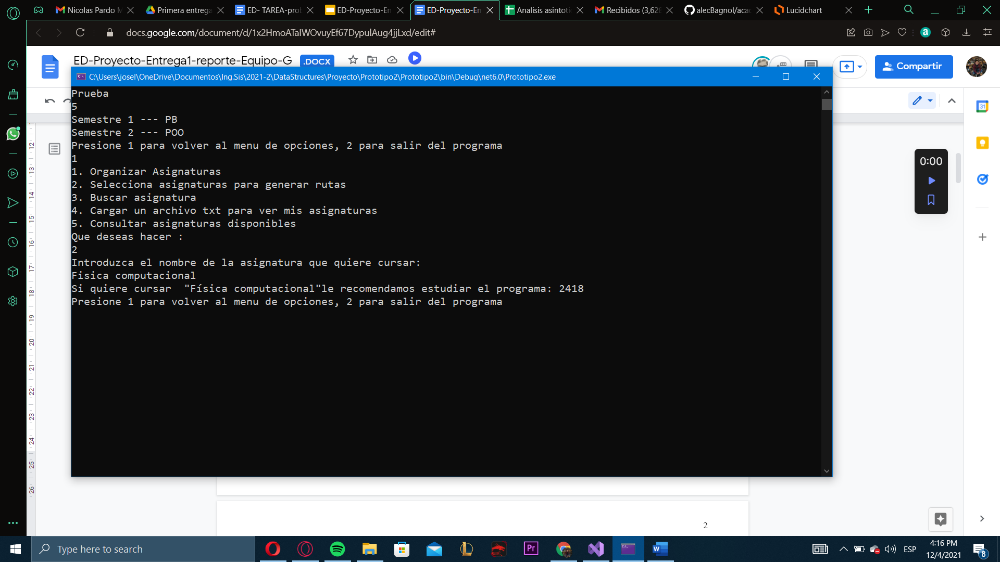 Nicolas Pardo M
Primera entrega
ED- TAREA-prob
ED-Proyecto-En
ED-Proyecto-En
Analisis asintoti
Recibidos (3,628
alecBagnol/acad
Lucidchart
docs.google.com/document/d/1x2HmoATaIWOvuyEf67DypulAug4jjLxd/edit#
ED-Proyecto-Entrega1-reporte-Equipo-G .DOCX
Compartir
C:\Users\josel\OneDrive\Documentos\Ing.Sis\2021-2\DataStructures\Proyecto\Prototipo2\Prototipo2\bin\Debug\net6.0\Prototipo2.exe
Prueba
5
Semestre 1 --- PB
Semestre 2 --- POO
Presione 1 para volver al menu de opciones, 2 para salir del programa
1
1. Organizar Asignaturas
2. Selecciona asignaturas para generar rutas
3. Buscar asignatura
4. Cargar un archivo txt para ver mis asignaturas
5. Consultar asignaturas disponibles
Que deseas hacer :
2
Introduzca el nombre de la asignatura que quiere cursar:
Fisica computacional
Si quiere cursar  "Física computacional"le recomendamos estudiar el programa: 2418
Presione 1 para volver al menu de opciones, 2 para salir del programa
12
13
14
15
16
17
18
19
20
21
22
23
24
25
26
31
0:00
2
Type here to search
Pr
W
ESP
4:16 PM
12/4/2021
8